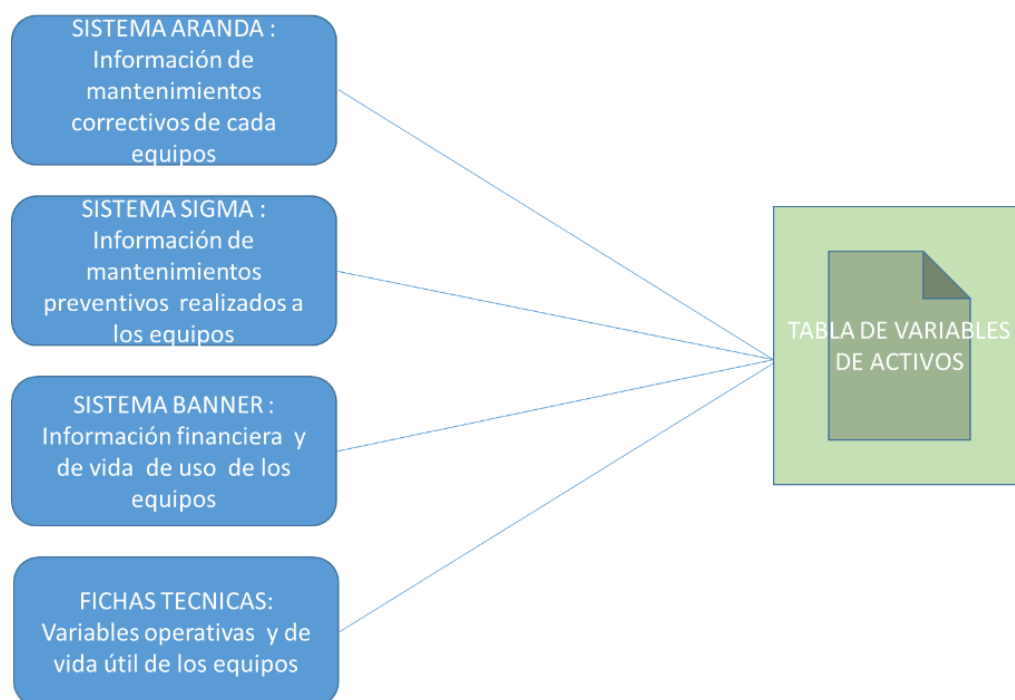 SISTEMA ARANDA :
Información de
mantenimientos
correctivos de cada
equipos
SISTEMA SIGMA :
Información de
mantenimientos
preventivos realizados a
los equipos
SISTEMA BANNER :
Información financiera y
de vida de uso de los
equipos
FICHAS TECNICAS:
Variables operativas y de
vida útil de los equipos
TABLA DE VARIABLES
DE ACTIVOS